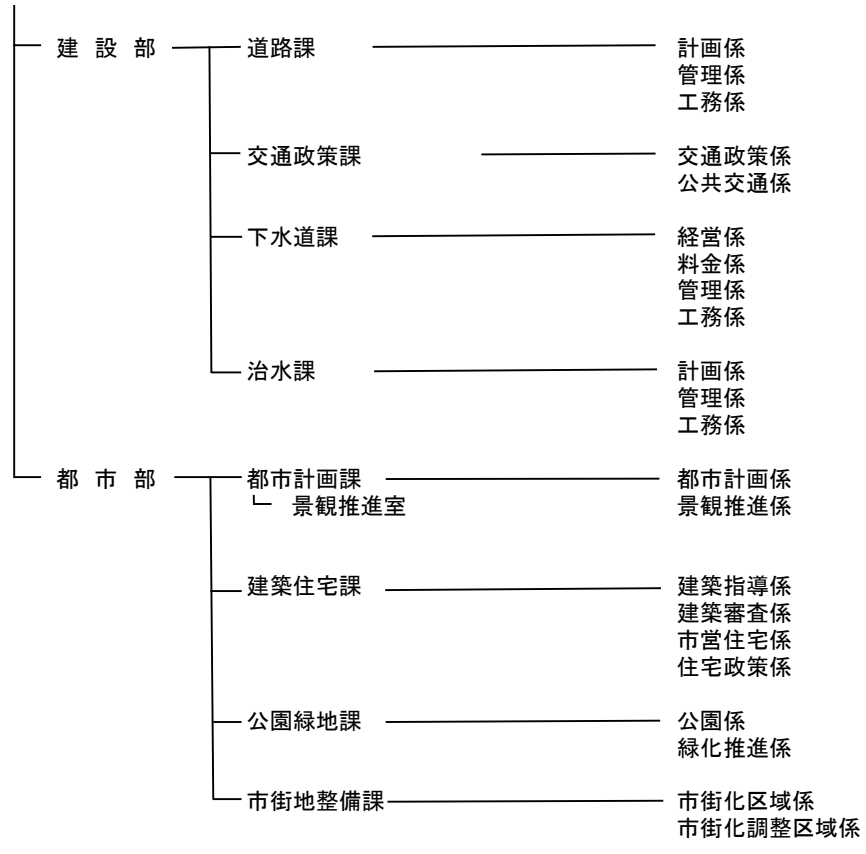 建設部 道路課 計画係
管理係
工務係
交通政策課 交通政策係
公共交通係
下水道課 経営係
料金係
管理係
工務係
治水課 計画係
管理係
工務係
都市部 都市計画課 都市計画係
景観推進室 景観推進係
建築住宅課 建築指導係
建築審査係
市営住宅係
住宅政策係
公園緑地課 公園係
緑化推進係
市街地整備課 市街化区域係
市街化調整区域係